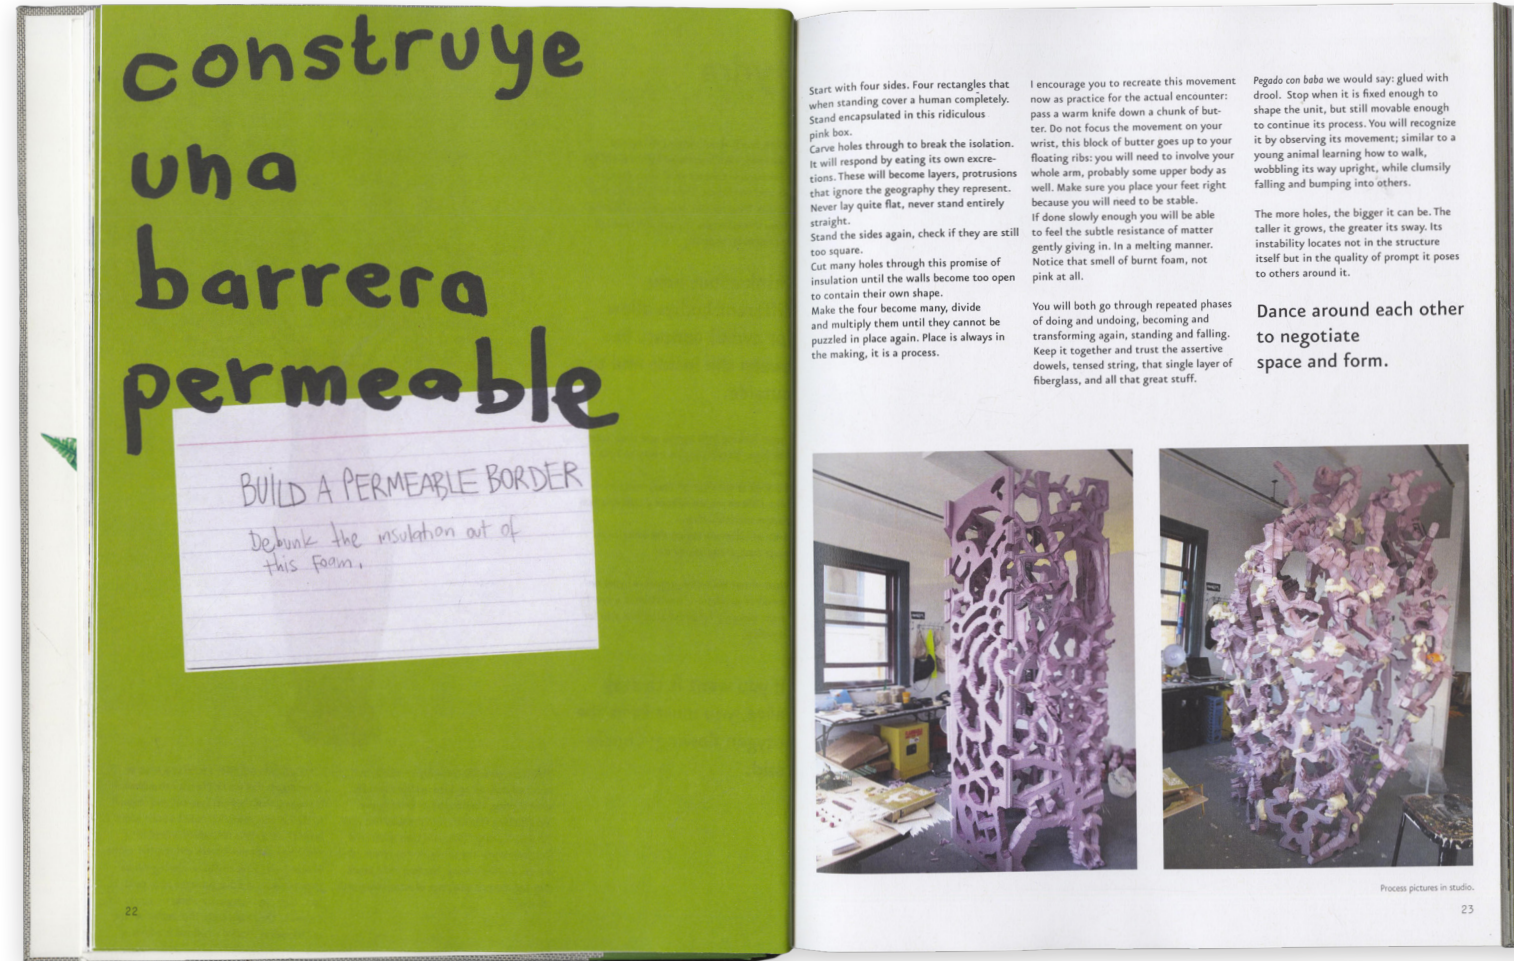 construye
una
barrera
permeable
BUILD A PERMEABLE BORDER
Debunk the insulation out of
this foam.
22
Start with four sides. Four rectangles that
when standing cover a human completely.
Stand encapsulated in this ridiculous
pink box.
Carve holes through to break the isolation.
It will respond by eating its own excre-
tions. These will become layers, protrusions
that ignore the geography they represent.
Never lay quite flat, never stand entirely
straight.
Stand the sides again, check if they are still
too square.
Cut many holes through this promise of
insulation until the walls become too open
to contain their own shape.
Make the four become many, divide
and multiply them until they cannot be
puzzled in place again. Place is always in
the making, it is a process.
I encourage you to recreate this movement
now as practice for the actual encounter:
pass a warm knife down a chunk of but-
ter. Do not focus the movement on your
wrist, this block of butter goes up to your
floating ribs: you will need to involve your
whole arm, probably some upper body as
well. Make sure you place your feet right
because you will need to be stable.
If done slowly enough you will be able
to feel the subtle resistance of matter
gently giving in. In a melting manner.
Notice that smell of burnt foam, not
pink at all.
You will both go through repeated phases
of doing and undoing, becoming and
transforming again, standing and falling.
Keep it together and trust the assertive
dowels, tensed string, that single layer of
fiberglass, and all that great stuff.
Pegado con baba we would say: glued with
drool. Stop when it is fixed enough to
shape the unit, but still movable enough
to continue its process. You will recognize
it by observing its movement; similar to a
young animal learning how to walk,
wobbling its way upright, while clumsily
falling and bumping into others.
The more holes, the bigger it can be. The
taller it grows, the greater its sway. Its
instability locates not in the structure
itself but in the quality of prompt it poses
to others around it.
Dance around each other
to negotiate
space and form.
Process pictures in studio.
23